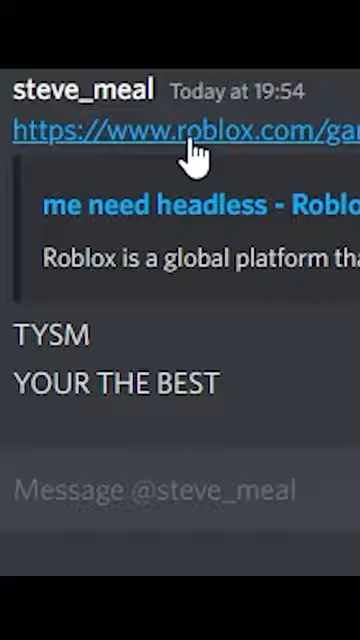 steve_meal Today at 19:54
https://www.roblox.com/ga
me need headless - Roblo
Roblox is a global platform tha
TYSM
YOUR THE BEST
Message @steve_meal